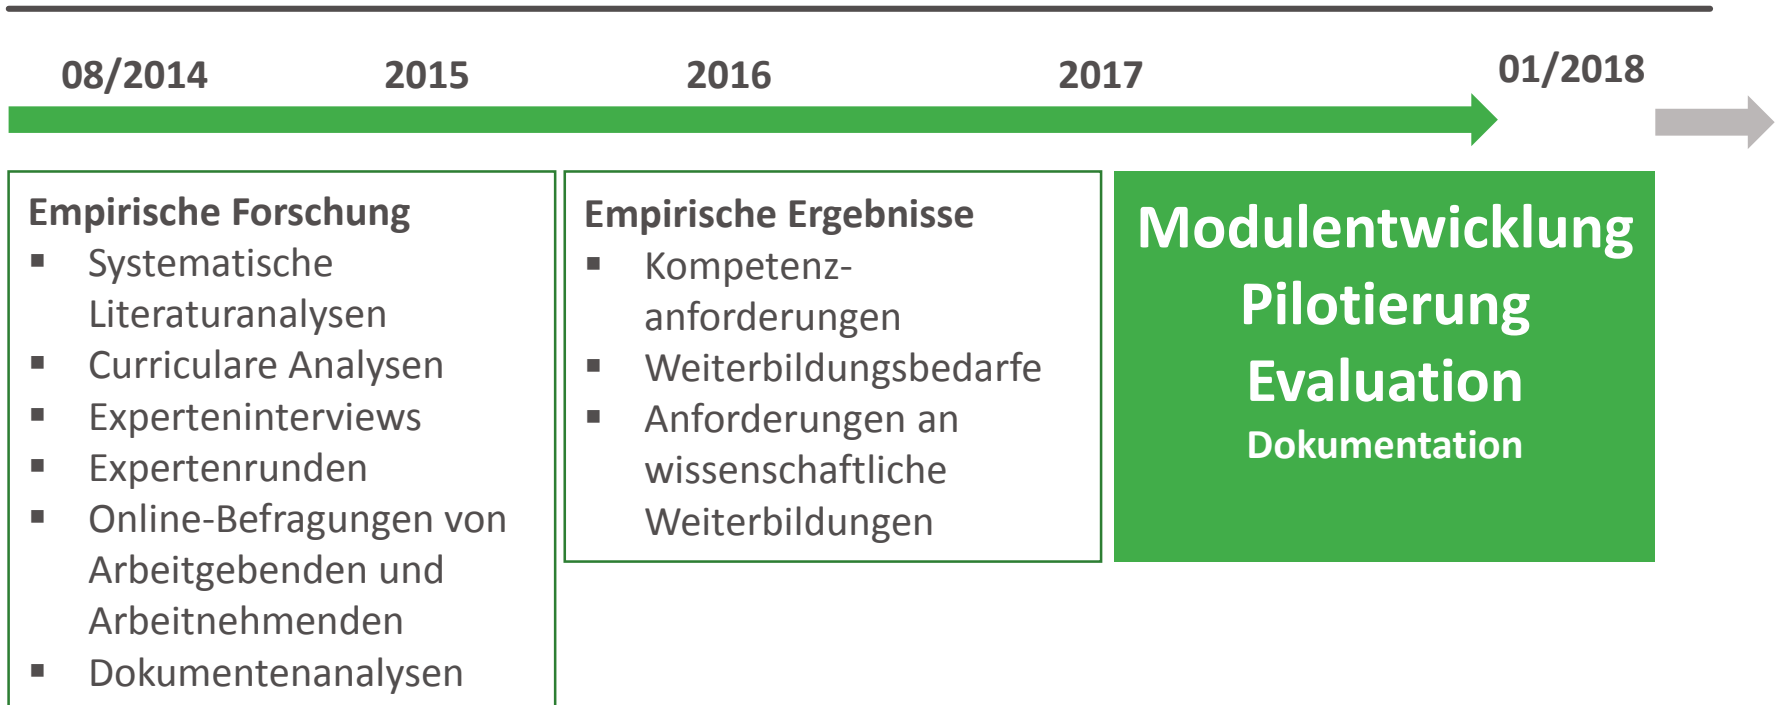 08/2014 2015 2016 2017 01/2018
Empirische Forschung
▪ Systematische
Literaturanalysen
▪ Curriculare Analysen
▪ Experteninterviews
▪ Expertenrunden
▪ Online-Befragungen von
Arbeitgebenden und
Arbeitnehmenden
▪ Dokumentenanalysen
Empirische Ergebnisse
▪ Kompetenz-
anforderungen
▪ Weiterbildungsbedarfe
▪ Anforderungen an
wissenschaftliche
Weiterbildungen
Modulentwicklung
Pilotierung
Evaluation
Dokumentation